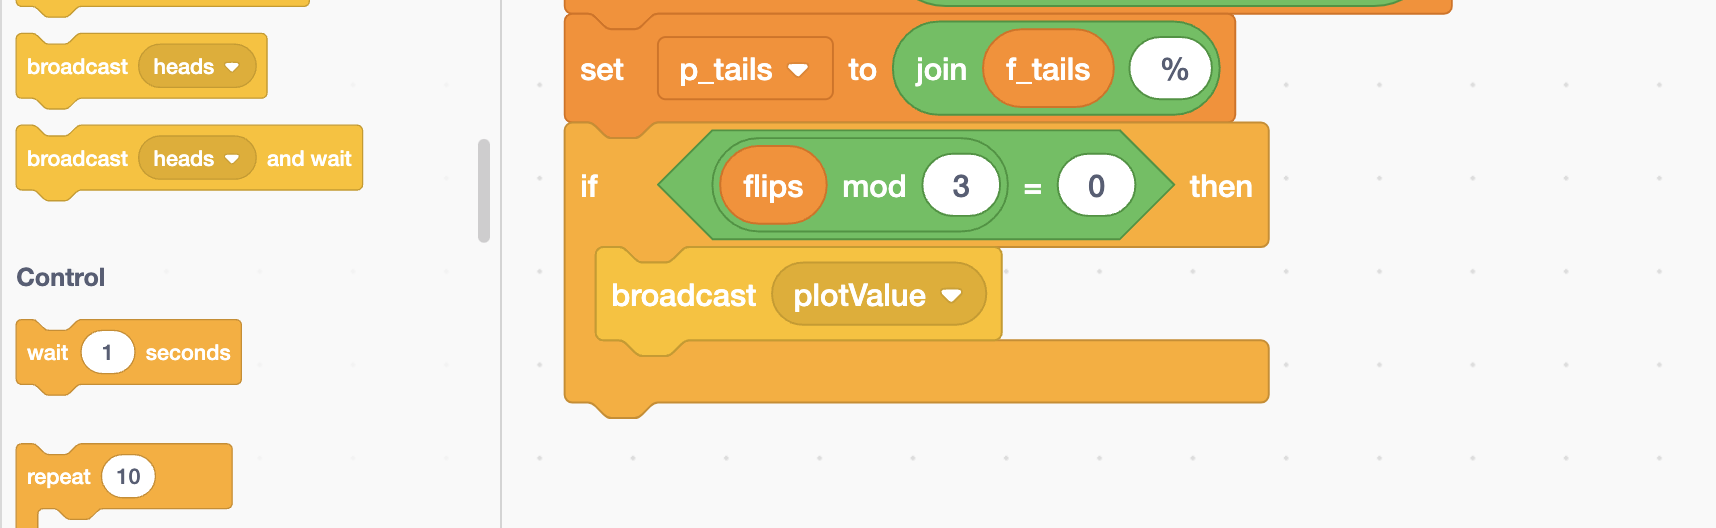 broadcast heads
broadcast heads and wait
Control
wait 1 seconds
repeat 10
set p_tails to join f_tails %
if flips mod 3 = 0 then
broadcast plotValue